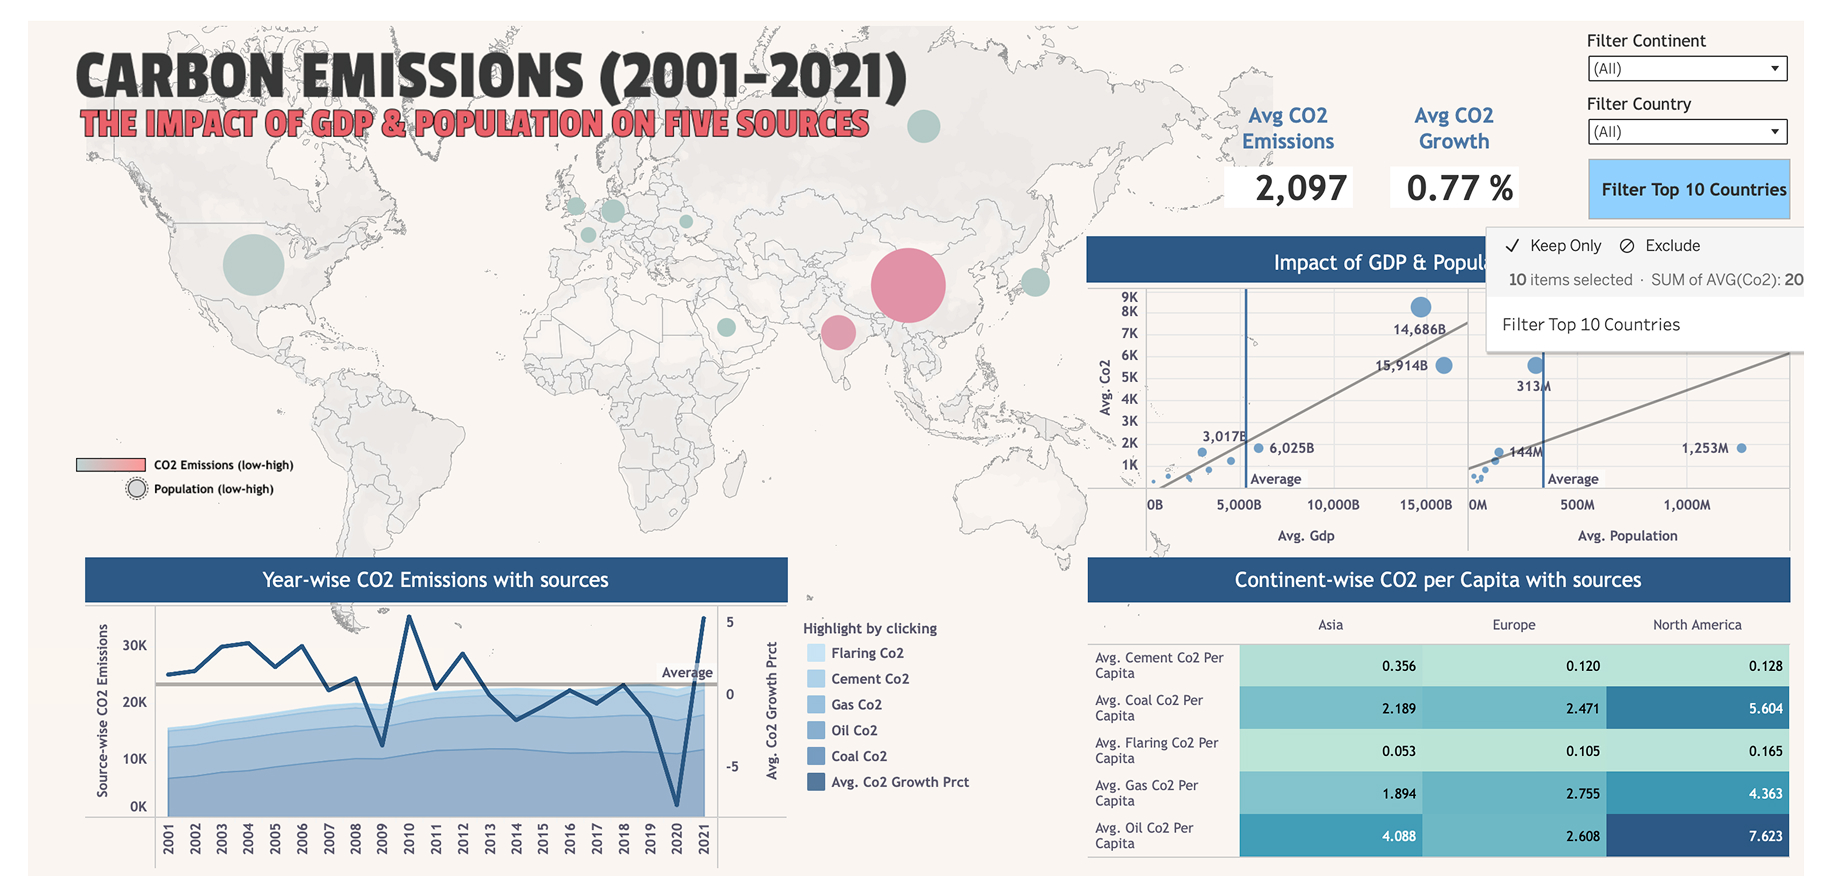 CARBON EMISSIONS (2001-2021)
THE IMPACT OF GDP & POPULATION ON FIVE SOURCES
Filter Continent
(All)
Filter Country
(All)
Filter Top 10 Countries
Avg CO2
Emissions
2,097
Avg CO2
Growth
0.77 %
Keep Only
Exclude
10 items selected · SUM of AVG(Co2): 20
Filter Top 10 Countries
CO2 Emissions (low-high)
Population (low-high)
Impact of GDP & Popul
Avg. Co2
9K
8K
7K
6K
5K
4K
3K
2K
1K
14,686B
15,914B
3,017B
6,025B
Average
0B
5,000B
10,000B
15,000B
Avg. Gdp
313M
144M
1,253M
Average
0M
500M
1,000M
Avg. Population
Year-wise CO2 Emissions with sources
Source-wise CO2 Emissions
30K
20K
10K
0K
Average
5
0
-5
Avg. Co2 Growth Prct
2001
2002
2003
2004
2005
2006
2007
2008
2009
2010
2011
2012
2013
2014
2015
2016
2017
2018
2019
2020
2021
Highlight by clicking
Flaring Co2
Cement Co2
Gas Co2
Oil Co2
Coal Co2
Avg. Co2 Growth Prct
Continent-wise CO2 per Capita with sources
Asia Europe North America
Avg. Cement Co2 Per
Capita
0.356 0.120 0.128
Avg. Coal Co2 Per
Capita
2.189 2.471 5.604
Avg. Flaring Co2 Per
Capita
0.053 0.105 0.165
Avg. Gas Co2 Per
Capita
1.894 2.755 4.363
Avg. Oil Co2 Per
Capita
4.088 2.608 7.623